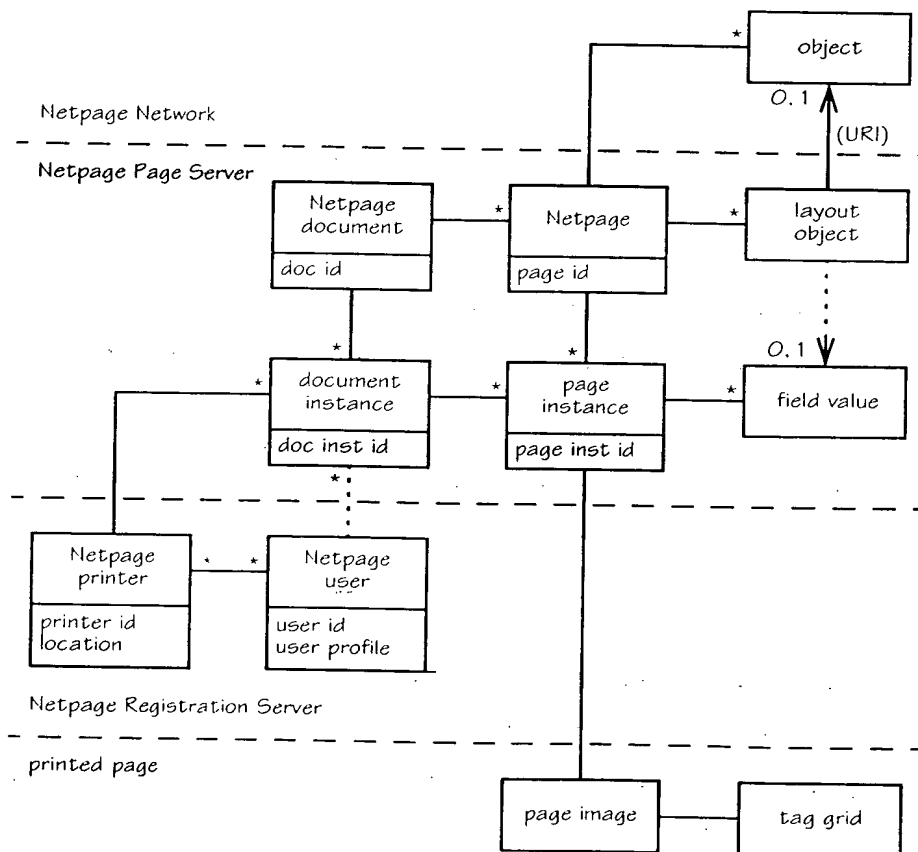 *
object
0.1
Netpage Network
(URI)
Netpage Page Server
Netpage
document
*
Netpage
*
layout
object
doc id
page id
*
*
0.1
*
document
instance
*
page
instance
*
field value
doc inst id
page inst id
*
Netpage
printer
*
*
Netpage
user
printer id
location
user id
user profile
Netpage Registration Server
printed page
page image
tag grid